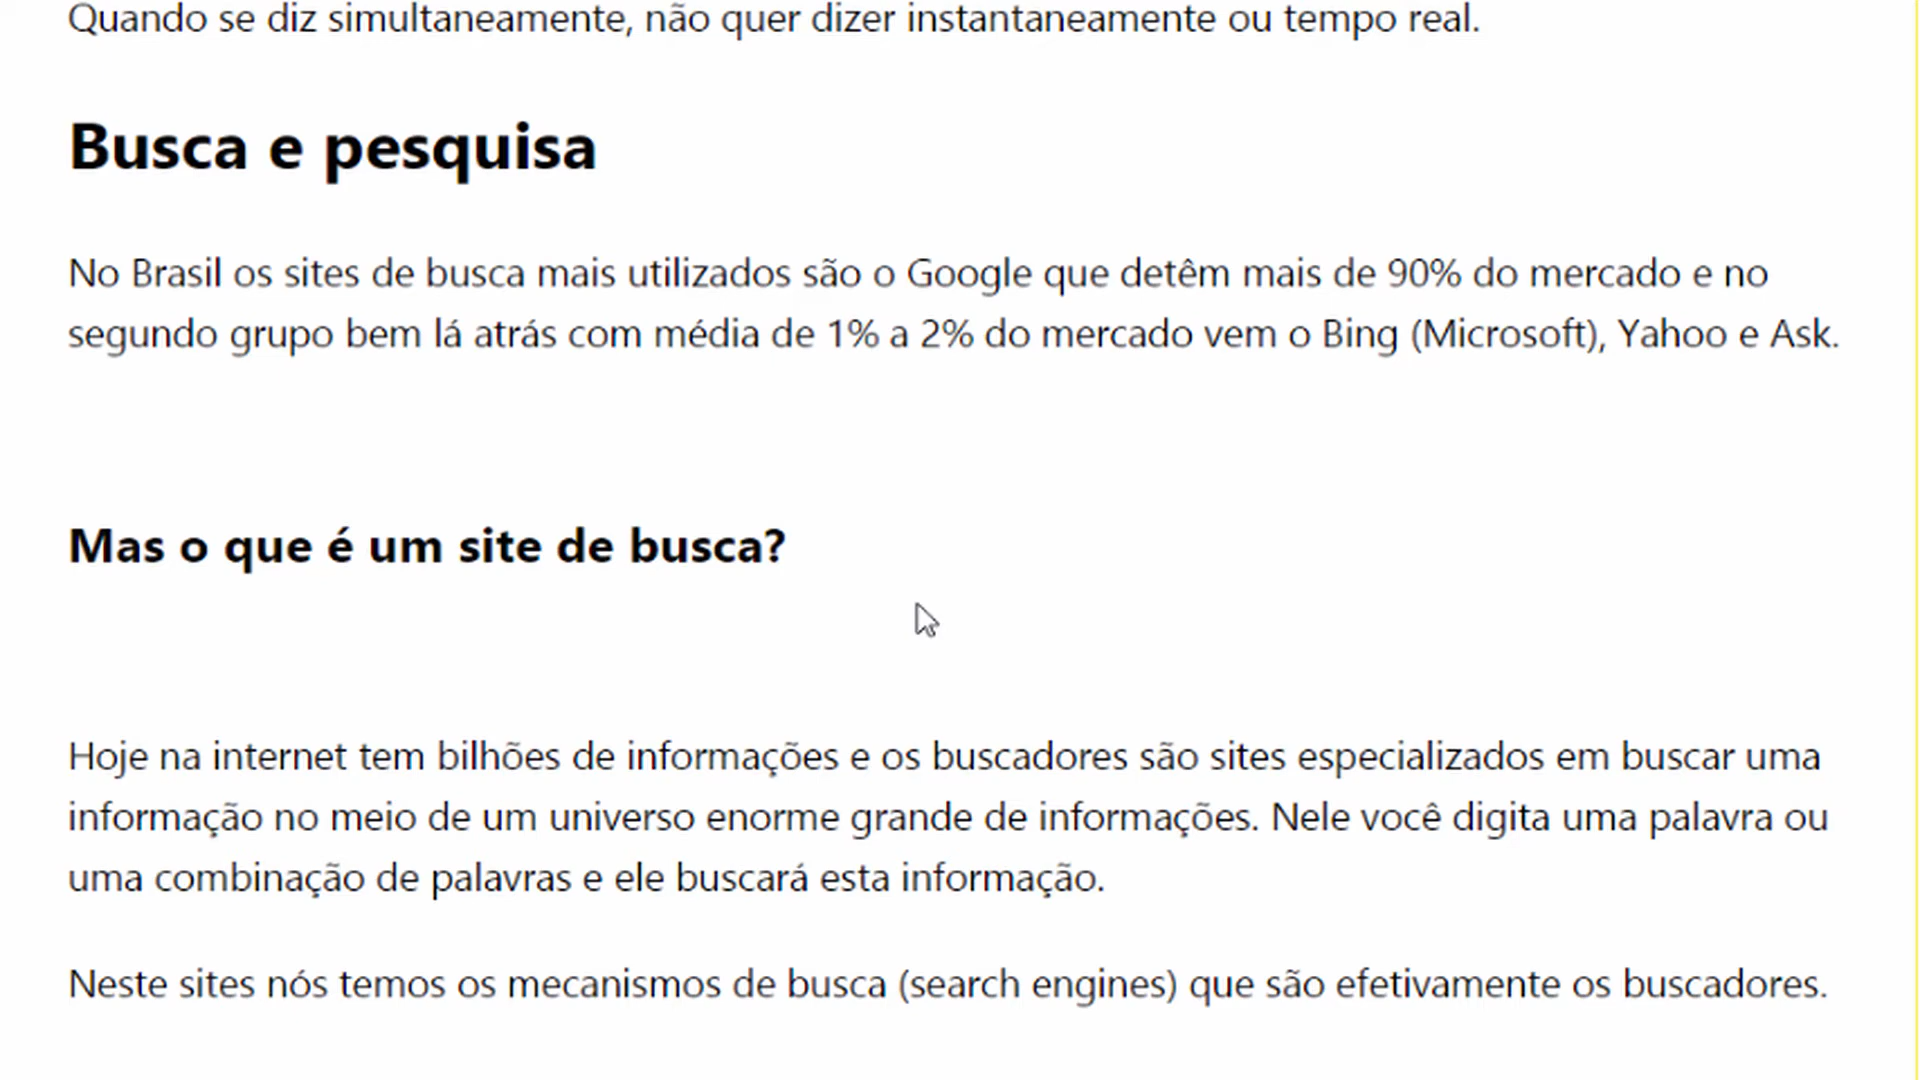 Quando se diz simultaneamente, não quer dizer instantaneamente ou tempo real.
Busca e pesquisa
No Brasil os sites de busca mais utilizados são o Google que detêm mais de 90% do mercado e no
segundo grupo bem lá atrás com média de 1% a 2% do mercado vem o Bing (Microsoft), Yahoo e Ask.
Mas o que é um site de busca?
Hoje na internet tem bilhões de informações e os buscadores são sites especializados em buscar uma
informação no meio de um universo enorme grande de informações. Nele você digita uma palavra ou
uma combinação de palavras e ele buscará esta informação.
Neste sites nós temos os mecanismos de busca (search engines) que são efetivamente os buscadores.